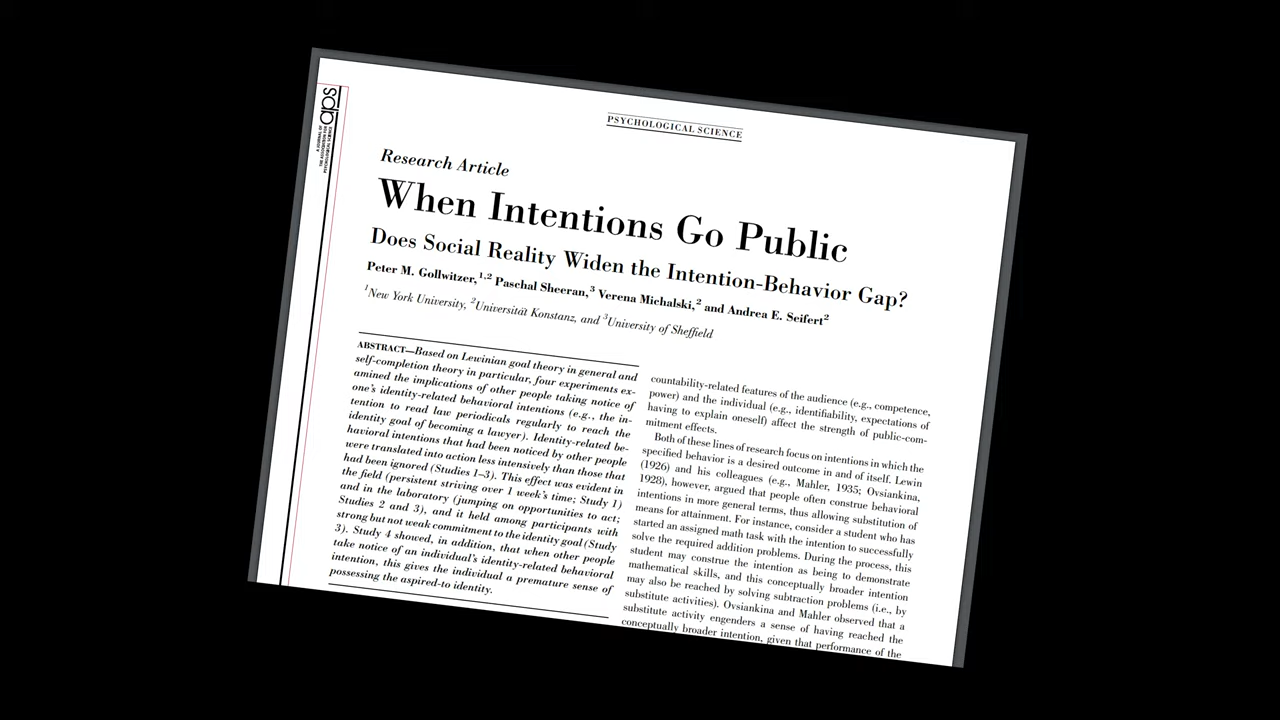 aps
A JOURNAL OF
THE ASSOCIATION FOR
PSYCHOLOGICAL SCIENCE
PSYCHOLOGICAL SCIENCE
Research Article
When Intentions Go Public
Does Social Reality Widen the Intention-Behavior Gap?
Peter M. Gollwitzer,1,2 Paschal Sheeran,3 Verena Michalski,2 and Andrea E. Seifert2
1New York University, 2Universität Konstanz, and 3University of Sheffield
ABSTRACT—Based on Lewinian goal theory in general and
self-completion theory in particular, four experiments ex-
amined the implications of other people taking notice of
one's identity-related behavioral intentions (e.g., the in-
tention to read law periodicals regularly to reach the
identity goal of becoming a lawyer). Identity-related be-
havioral intentions that had been noticed by other people
were translated into action less intensively than those that
had been ignored (Studies 1–3). This effect was evident in
the field (persistent striving over 1 week's time; Study 1)
and in the laboratory (jumping on opportunities to act;
Studies 2 and 3), and it held among participants with
strong but not weak commitment to the identity goal (Study
3). Study 4 showed, in addition, that when other people
take notice of an individual's identity-related behavioral
intention, this gives the individual a premature sense of
possessing the aspired-to identity.
countability-related features of the audience (e.g., competence,
power) and the individual (e.g., identifiability, expectations of
having to explain oneself) affect the strength of public-com-
mitment effects.
Both of these lines of research focus on intentions in which the
specified behavior is a desired outcome in and of itself. Lewin
(1926) and his colleagues (e.g., Mahler, 1935; Ovsiankina,
1928), however, argued that people often construe behavioral
intentions in more general terms, thus allowing substitution of
means for attainment. For instance, consider a student who has
started an assigned math task with the intention to successfully
solve the required addition problems. During the process, this
student may construe the intention as being to demonstrate
mathematical skills, and this conceptually broader intention
may also be reached by solving subtraction problems (i.e., by
substitute activities). Ovsiankina and Mahler observed that a
substitute activity engenders a sense of having reached the
conceptually broader intention, given that performance of the